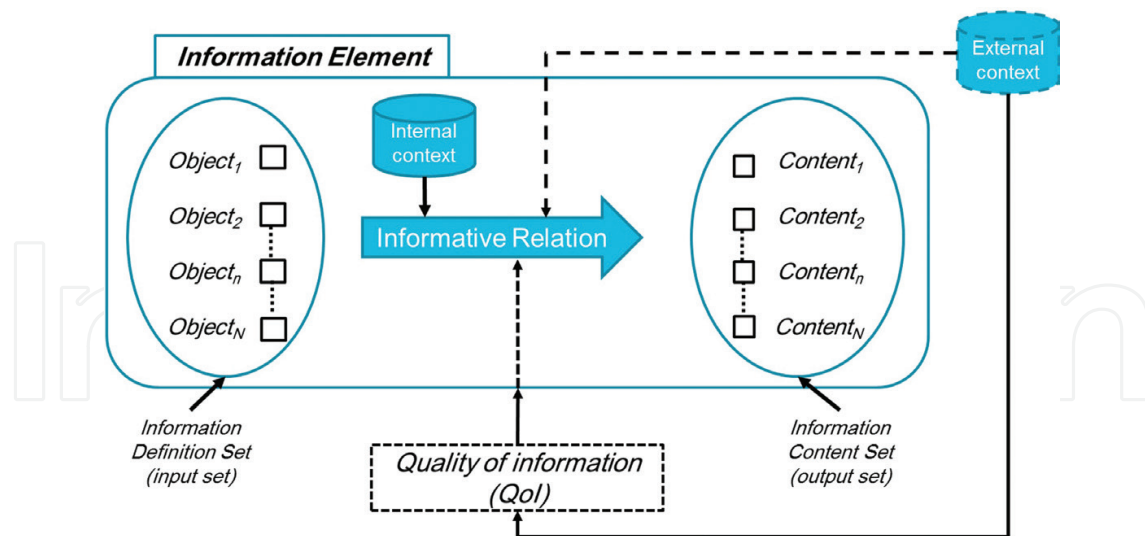 Information Element
External
context
Internal
context
Object1
Object2
Objectn
ObjectN
Informative Relation
Content1
Content2
Contentn
ContentN
Information
Definition Set
(input set)
Quality of information
(QoI)
Information
Content Set
(output set)